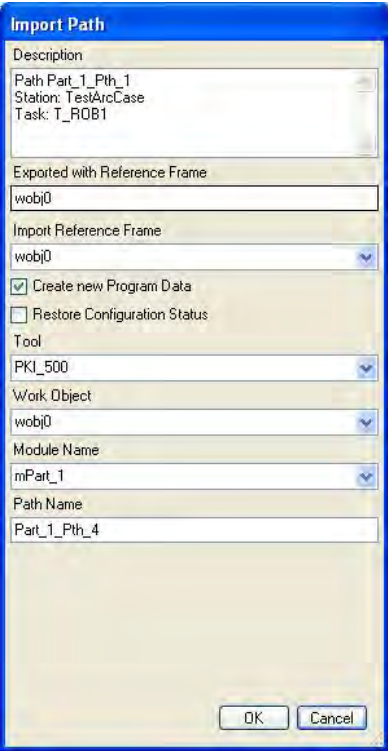 Import Path
Description
Path Part_1_Pth_1
Station: TestArcCase
Task: T_ROB1
Exported with Reference Frame
wobj0
Import Reference Frame
wobj0
Create new Program Data
Restore Configuration Status
Tool
PKI_500
Work Object
wobj0
Module Name
mPart_1
Path Name
Part_1_Pth_4
OK Cancel